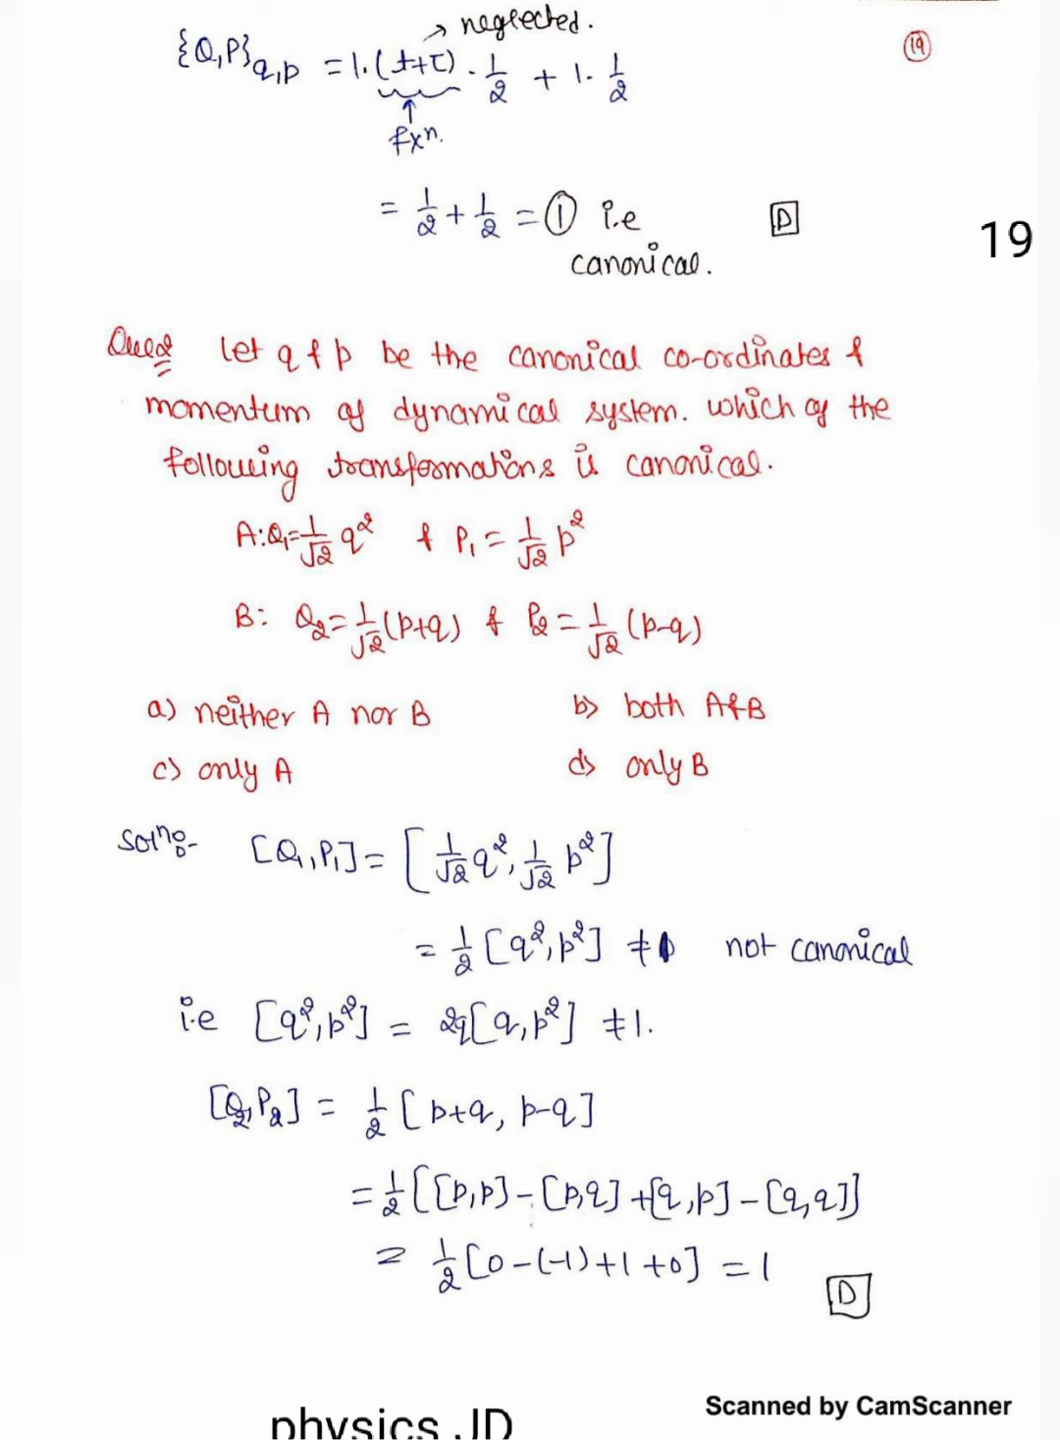 → neglected.
{Q,P}q,p = 1.(t+τ) . 1/2 + 1. 1/2
(19)
↑
fxn.
= 1/2 + 1/2 = ① i.e
D
canonical.
19
Ques Let q & p be the canonical co-ordinates &
momentum of dynamical system. which of the
following transformations is canonical.
A: Q₁ = 1/√2 q² & P₁ = 1/√2 p²
B: Q₂ = 1/√2 (p+q) & P₂ = 1/√2 (p-q)
a) neither A nor B b) both A&B
c) only A d) only B
Soln:- [Q₁,P₁] = [1/√2 q², 1/√2 p²]
= 1/2 [q²,p²] ≠ 1 not canonical
i.e [q²,p²] = 2q[q,p²] ≠ 1.
[Q₂,P₂] = 1/2 [p+q, p-q]
= 1/2 [[p,p] - [p,q] + [q,p] - [q,q]]
= 1/2 [0-(-1)+1+0] = 1
D
Scanned by CamScanner
physics JD